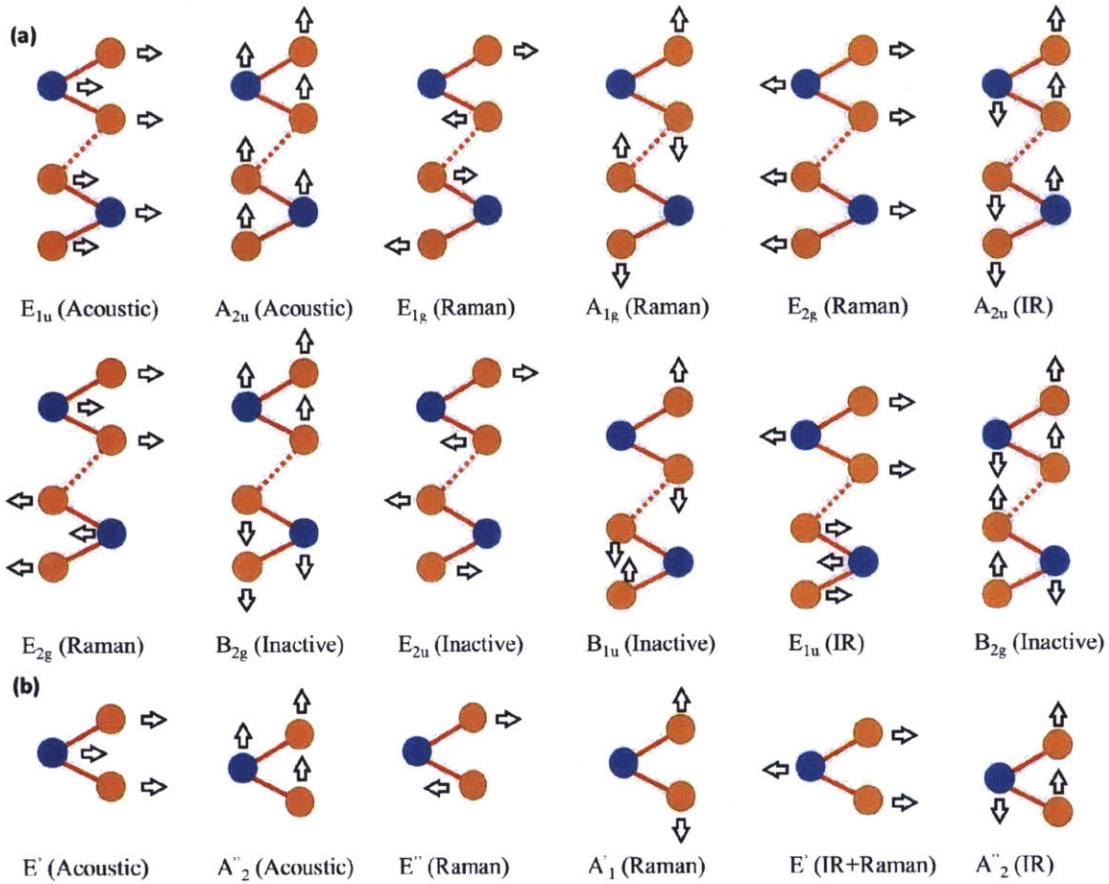 (a)
E1u (Acoustic) A2u (Acoustic) E1g (Raman) A1g (Raman) E2g (Raman) A2u (IR)
E2g (Raman) B2g (Inactive) E2u (Inactive) B1u (Inactive) E1u (IR) B2g (Inactive)
(b)
E' (Acoustic) A''2 (Acoustic) E'' (Raman) A'1 (Raman) E' (IR+Raman) A''2 (IR)